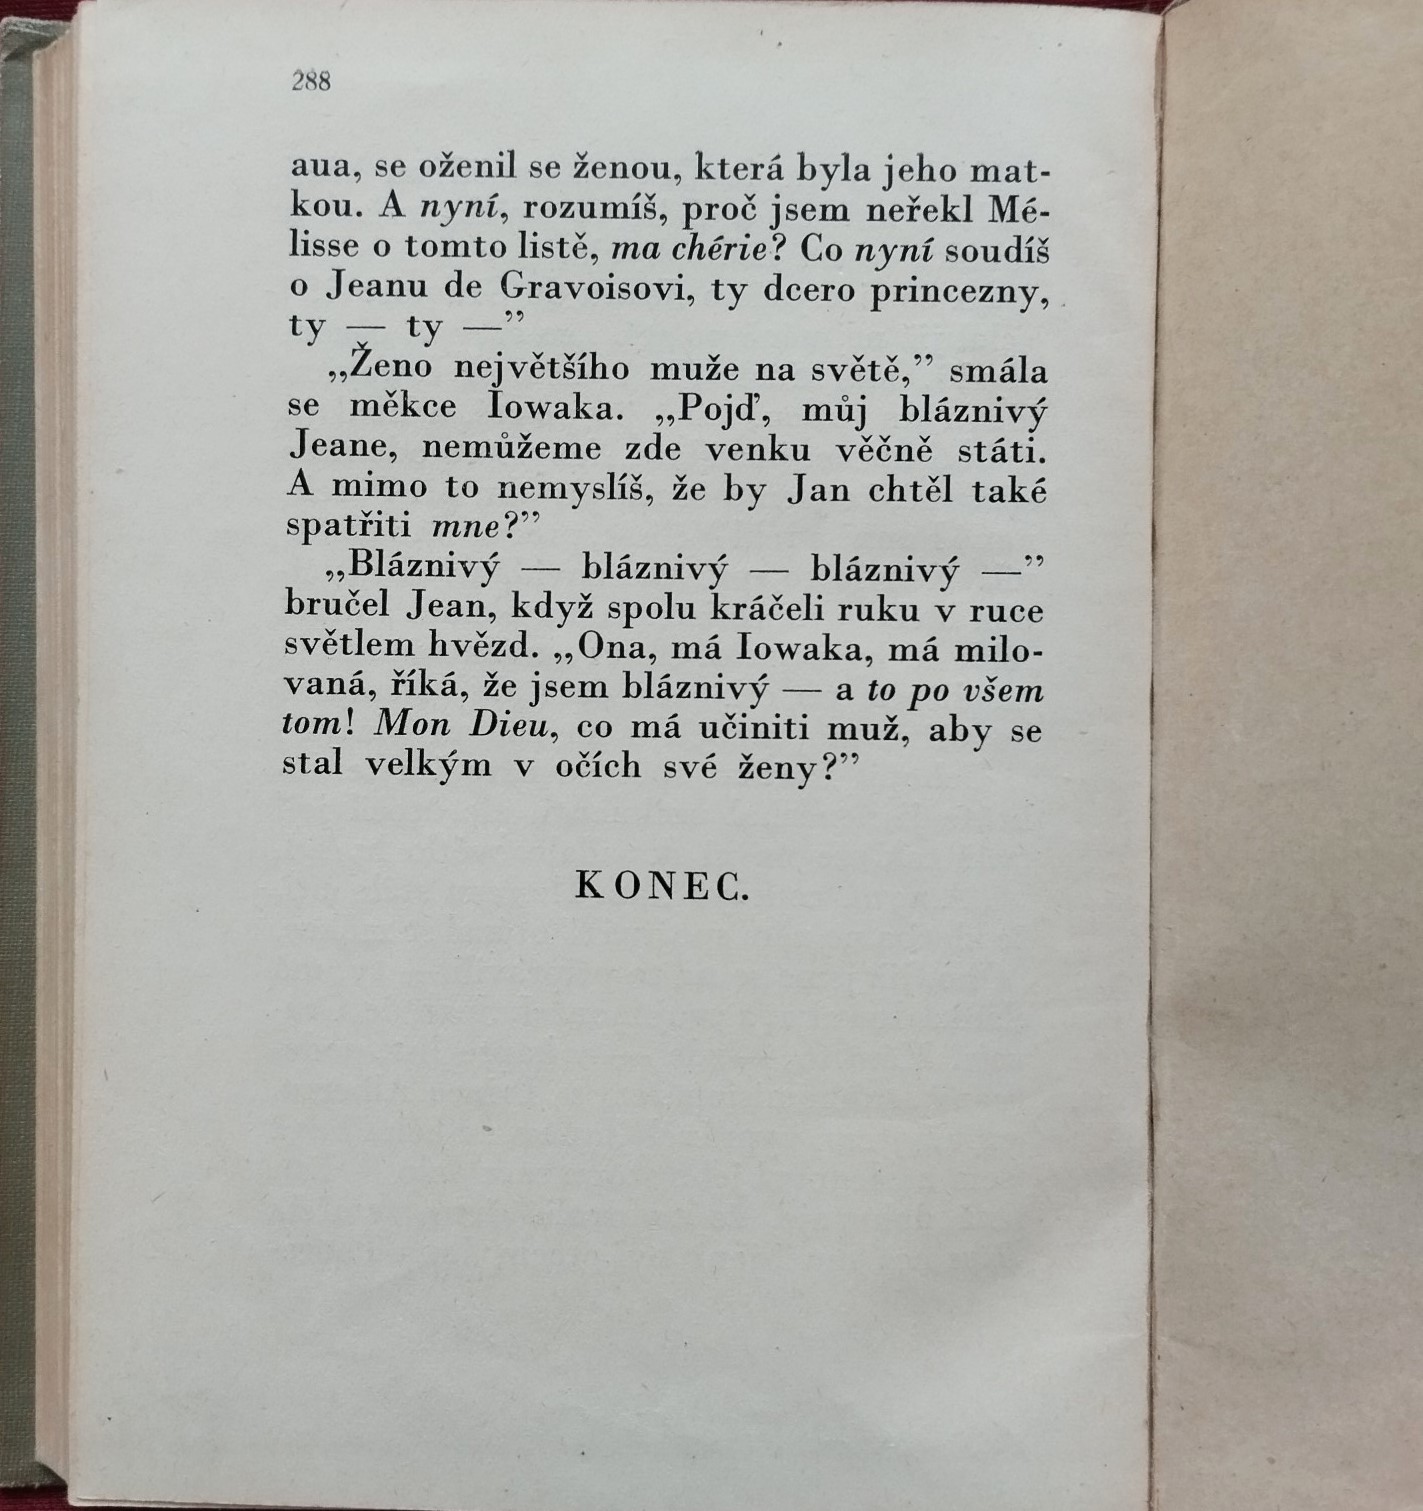 288
aua, se oženil se ženou, která byla jeho mat-
kou. A nyní, rozumíš, proč jsem neřekl Mé-
lisse o tomto listě, ma chérie? Co nyní soudíš
o Jeanu de Gravoisovi, ty dcero princezny,
ty — ty —”
„Ženo největšího muže na světě,” smála
se měkce Iowaka. „Pojď, můj bláznivý
Jeane, nemůžeme zde venku věčně státi.
A mimo to nemyslíš, že by Jan chtěl také
spatřiti mne?”
„Bláznivý — bláznivý — bláznivý —”
bručel Jean, když spolu kráčeli ruku v ruce
světlem hvězd. „Ona, má Iowaka, má milo-
vaná, říká, že jsem bláznivý — a to po všem
tom! Mon Dieu, co má učiniti muž, aby se
stal velkým v očích své ženy?”
KONEC.